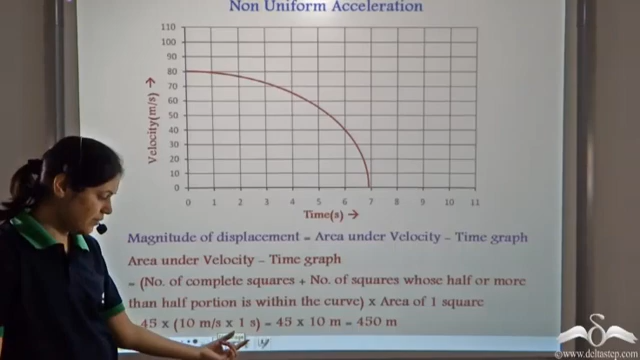 Non Uniform Acceleration
110
100
90
80
70
60
50
40
30
20
10
0
Velocity(m/s) →
0 1 2 3 4 5 6 7 8 9 10 11
Time(s) →
Magnitude of displacement = Area under Velocity – Time graph
Area under Velocity – Time graph
= (No. of complete squares + No. of squares whose half or more
than half portion is within the curve) x Area of 1 square
45 x (10 m/s x 1 s) = 45 x 10 m = 450 m
©www.deltastep.com